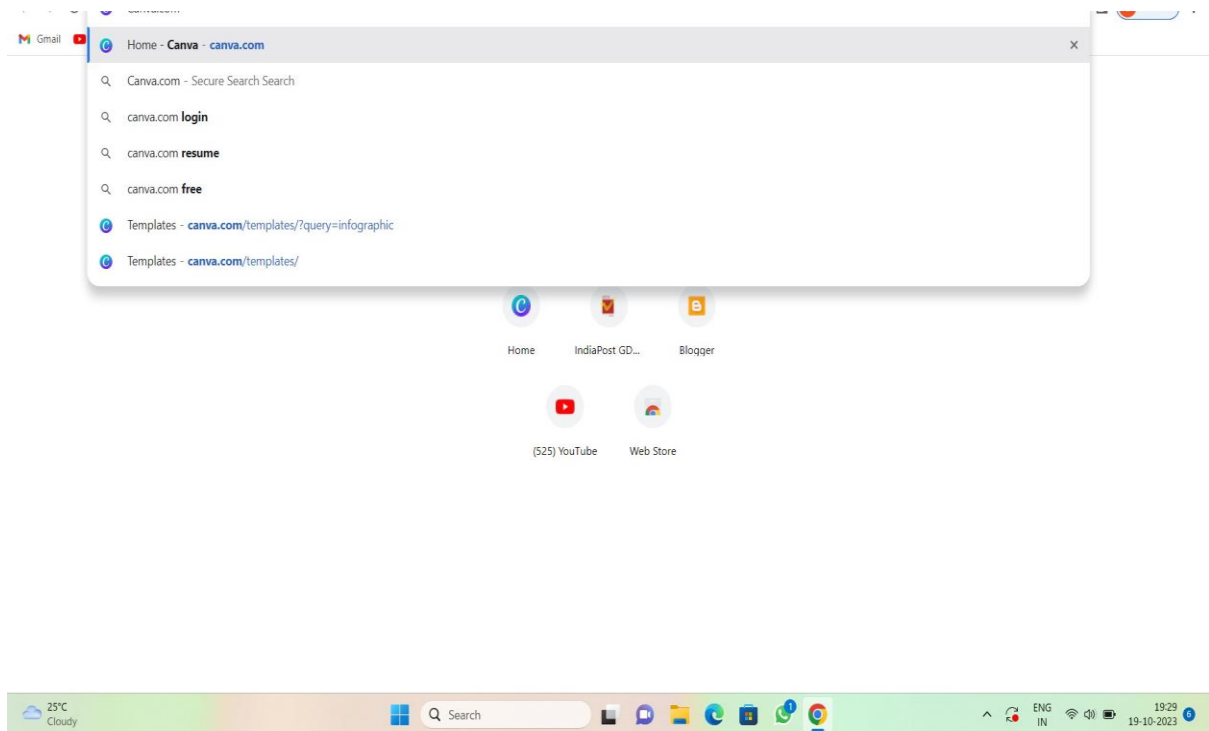 Gmail
Home - Canva - canva.com
Canva.com - Secure Search Search
canva.com login
canva.com resume
canva.com free
Templates - canva.com/templates/?query=infographic
Templates - canva.com/templates/
Home IndiaPost GD... Blogger
(525) YouTube Web Store
25°C
Cloudy
Search
1
ENG
IN
19:29
19-10-2023
6